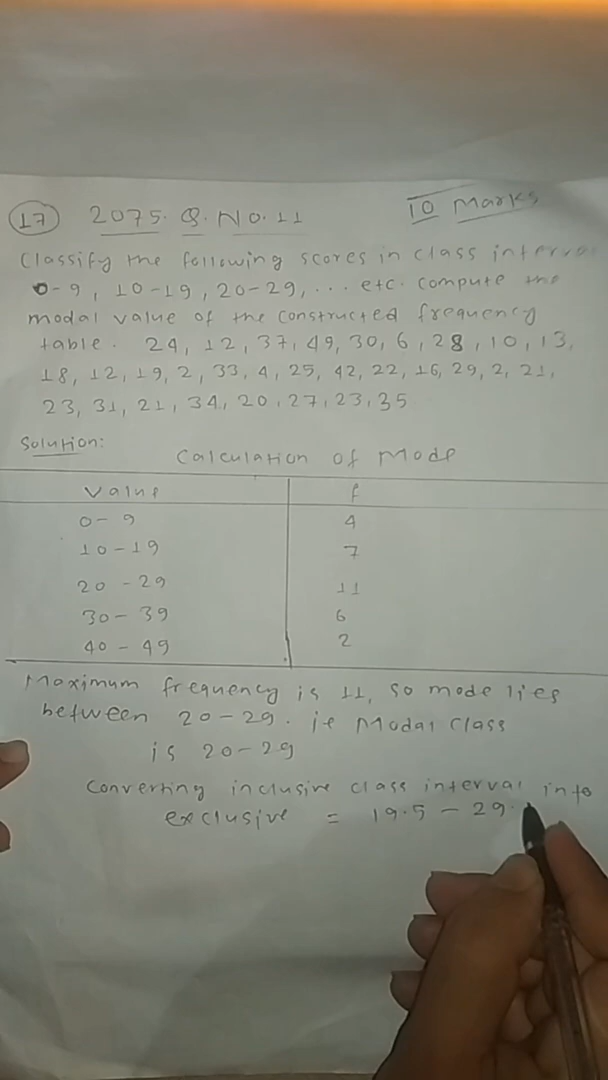 17 2075. Q. NO. 11 10 Marks
Classify the following scores in class interva
0-9, 10-19, 20-29, ... etc. compute the
modal value of the constructed frequency
table. 24, 12, 37, 49, 30, 6, 28, 10, 13,
18, 12, 19, 2, 33, 4, 25, 42, 22, 16, 29, 2, 21,
23, 31, 21, 34, 20, 27, 23, 35
Solution:
Calculation of Mode
Value f
0- 9 4
10-19 7
20 - 29 11
30- 39 6
40 - 49 2
Maximum frequency is 11, so mode lies
between 20-29. ie Modal class
is 20-29
Converting inclusive class interval into
exclusive = 19.5 - 29.